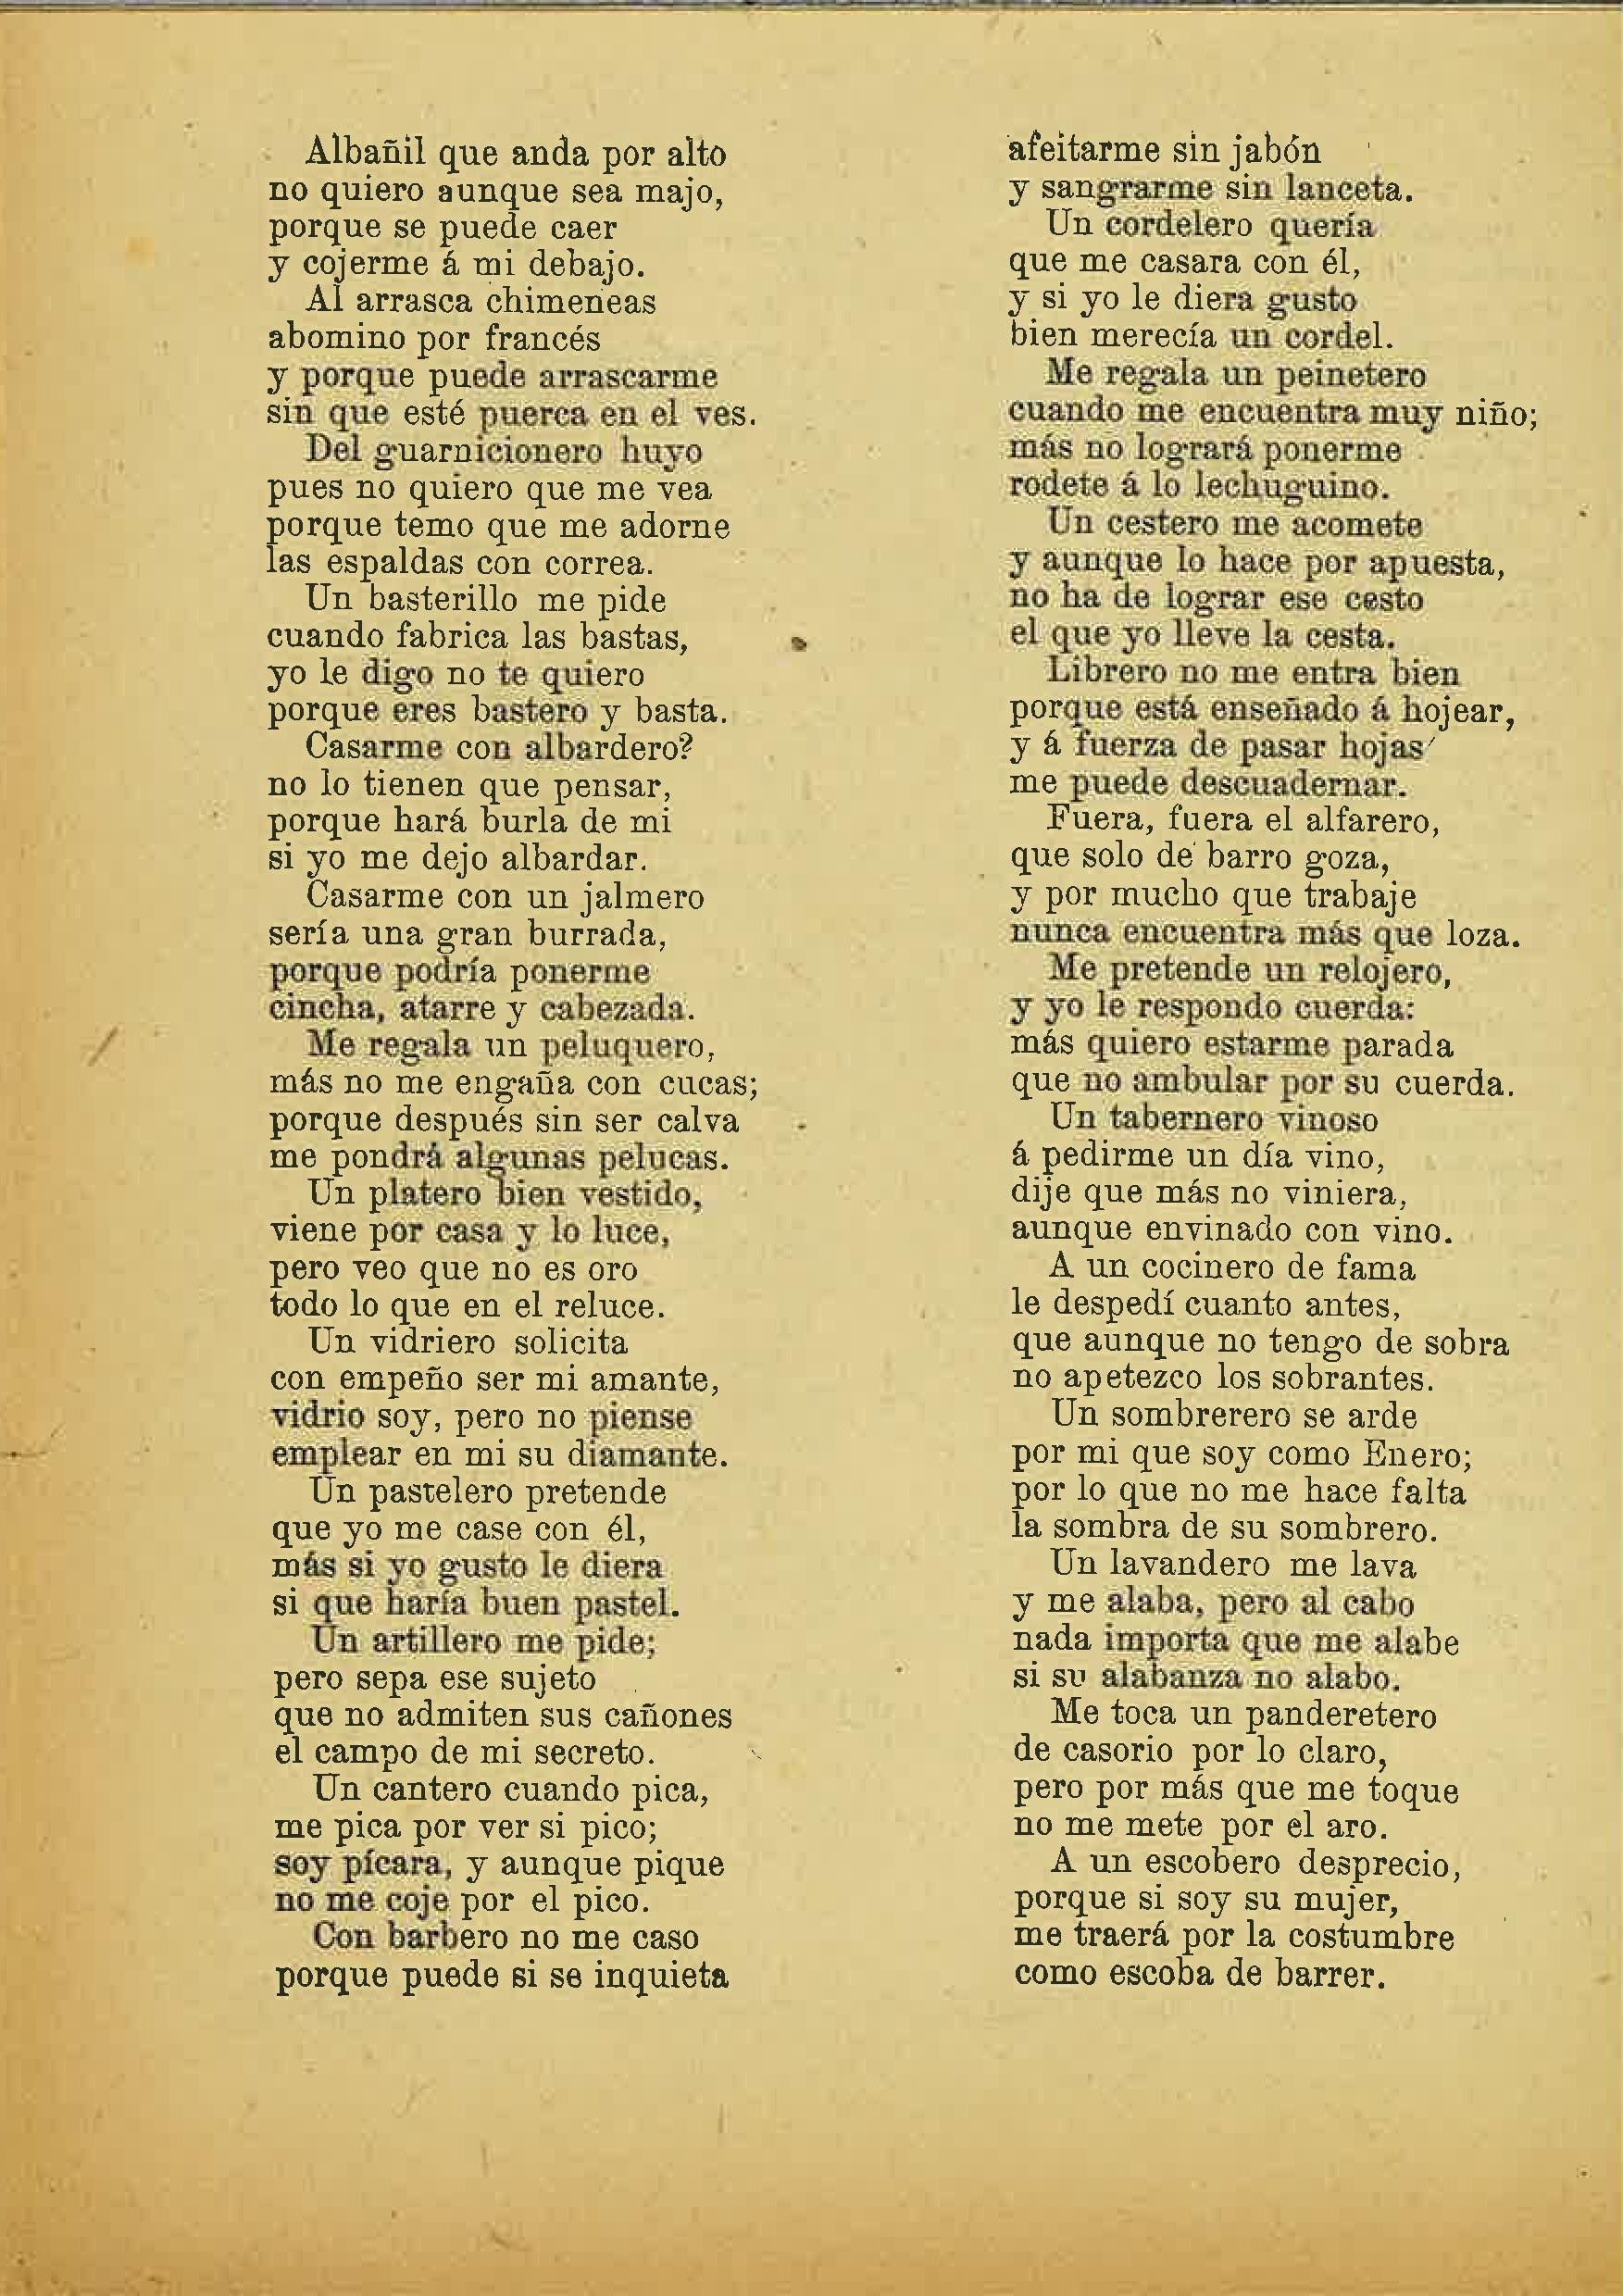 Albañil que anda por alto
no quiero aunque sea majo,
porque se puede caer
y cojerme á mi debajo.
Al arrasca chimeneas
abomino por francés
y porque puede arrascarme
sin que esté puerca en el ves.
Del guarnicionero huyo
pues no quiero que me vea
porque temo que me adorne
las espaldas con correa.
Un basterillo me pide
cuando fabrica las bastas,
yo le digo no te quiero
porque eres bastero y basta.
Casarme con albardero?
no lo tienen que pensar,
porque hará burla de mi
si yo me dejo albardar.
Casarme con un jalmero
sería una gran burrada,
porque podría ponerme
cincha, atarre y cabezada.
Me regala un peluquero,
más no me engaña con cucas;
porque después sin ser calva
me pondrá algunas pelucas.
Un platero bien vestido,
viene por casa y lo luce,
pero veo que no es oro
todo lo que en el reluce.
Un vidriero solicita
con empeño ser mi amante,
vidrio soy, pero no piense
emplear en mi su diamante.
Un pastelero pretende
que yo me case con él,
más si yo gusto le diera
si que haría buen pastel.
Un artillero me pide;
pero sepa ese sujeto
que no admiten sus cañones
el campo de mi secreto.
Un cantero cuando pica,
me pica por ver si pico;
soy pícara, y aunque pique
no me coje por el pico.
Con barbero no me caso
porque puede si se inquieta
afeitarme sin jabón
y sangrarme sin lanceta.
Un cordelero quería
que me casara con él,
y si yo le diera gusto
bien merecía un cordel.
Me regala un peinetero
cuando me encuentra muy niño;
más no logrará ponerme
rodete á lo lechuguino.
Un cestero me acomete
y aunque lo hace por apuesta,
no ha de lograr ese cesto
el que yo lleve la cesta.
Librero no me entra bien
porque está enseñado á hojear,
y á fuerza de pasar hojas
me puede descuadernar.
Fuera, fuera el alfarero,
que solo de barro goza,
y por mucho que trabaje
nunca encuentra más que loza.
Me pretende un relojero,
y yo le respondo cuerda:
más quiero estarme parada
que no ambular por su cuerda.
Un tabernero vinoso
á pedirme un día vino,
dije que más no viniera,
aunque envinado con vino.
A un cocinero de fama
le despedí cuanto antes,
que aunque no tengo de sobra
no apetezco los sobrantes.
Un sombrerero se arde
por mi que soy como Enero;
por lo que no me hace falta
la sombra de su sombrero.
Un lavandero me lava
y me alaba, pero al cabo
nada importa que me alabe
si su alabanza no alabo.
Me toca un panderetero
de casorio por lo claro,
pero por más que me toque
no me mete por el aro.
A un escobero desprecio,
porque si soy su mujer,
me traerá por la costumbre
como escoba de barrer.